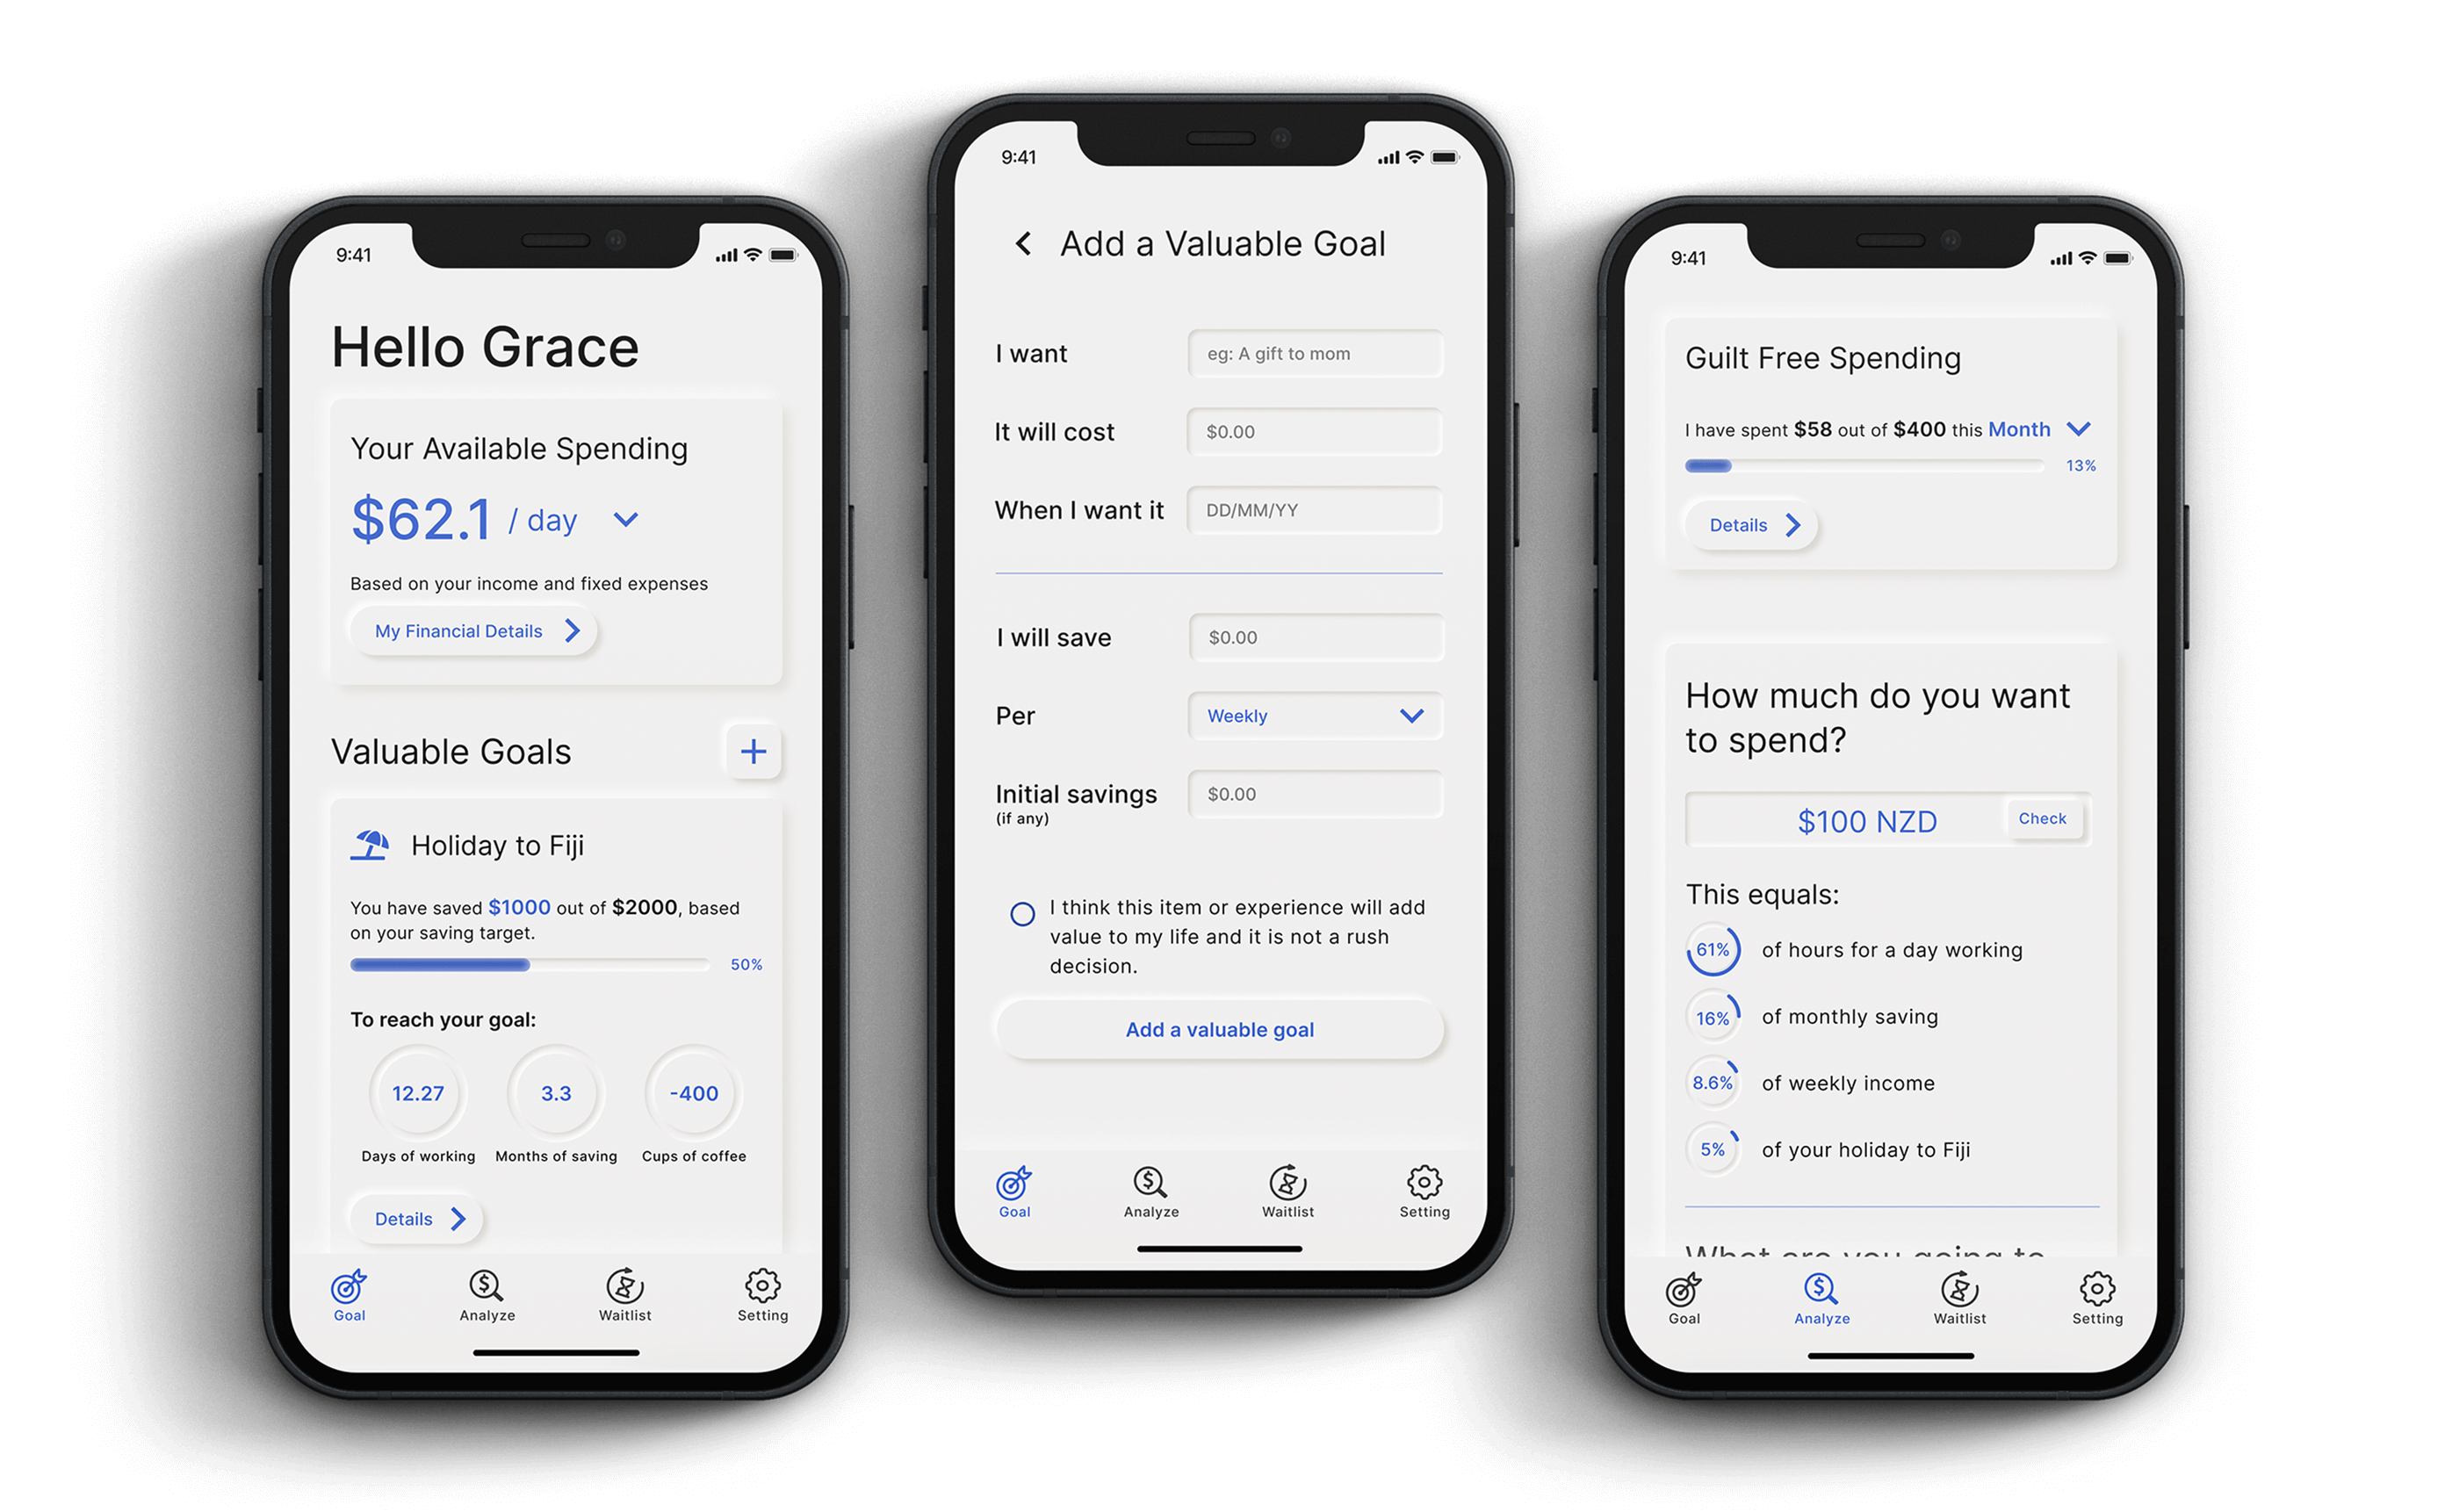 9:41
Hello Grace
Your Available Spending
$62.1 / day
Based on your income and fixed expenses
My Financial Details
Valuable Goals
Holiday to Fiji
You have saved $1000 out of $2000, based
on your saving target.
50%
To reach your goal:
12.27 3.3 -400
Days of working Months of saving Cups of coffee
Details
Goal Analyze Waitlist Setting
9:41
Add a Valuable Goal
I want eg: A gift to mom
It will cost $0.00
When I want it DD/MM/YY
I will save $0.00
Per Weekly
Initial savings $0.00
(if any)
I think this item or experience will add
value to my life and it is not a rush
decision.
Add a valuable goal
Goal Analyze Waitlist Setting
9:41
Guilt Free Spending
I have spent $58 out of $400 this Month
13%
Details
How much do you want
to spend?
$100 NZD Check
This equals:
61% of hours for a day working
16% of monthly saving
8.6% of weekly income
5% of your holiday to Fiji
What are you going to
Goal Analyze Waitlist Setting